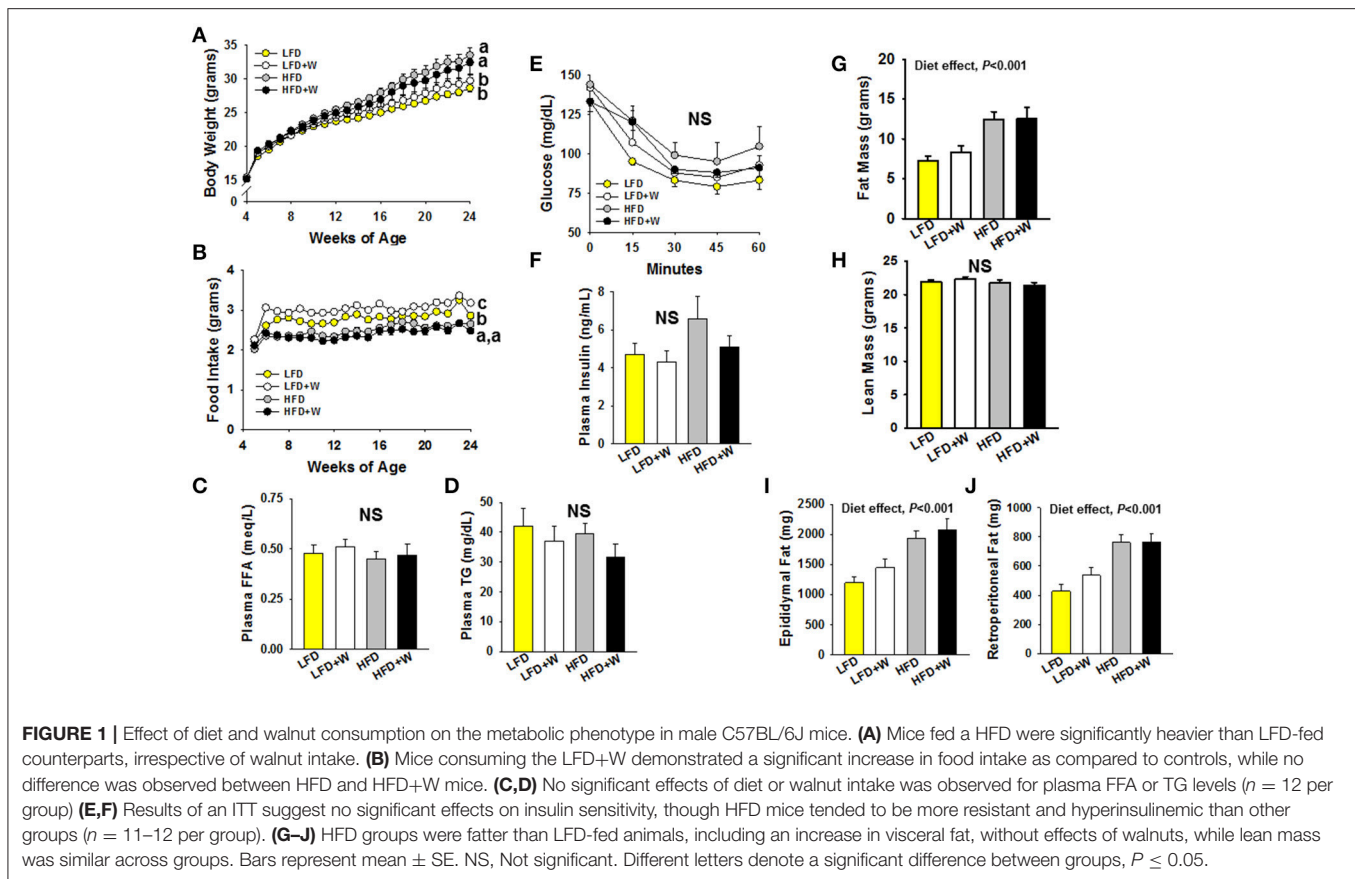 A
Body Weight (grams)
35
30
25
20
15
0
LFD
LFD+W
HFD
HFD+W
a
a
b
b
4 8 12 16 20 24
Weeks of Age
B
Food Intake (grams)
4
3
2
1
0
c
b
a,a
LFD
LFD+W
HFD
HFD+W
4 8 12 16 20 24
Weeks of Age
C
Plasma FFA (meq/L)
0.75
0.50
0.25
0.00
NS
LFD LFD+W HFD HFD+W
D
Plasma TG (mg/dL)
50
40
30
20
10
0
NS
LFD LFD+W HFD HFD+W
E
Glucose (mg/dL)
150
125
100
75
50
NS
LFD
LFD+W
HFD
HFD+W
0 15 30 45 60
Minutes
F
Plasma Insulin (ng/mL)
8
6
4
2
0
NS
LFD LFD+W HFD HFD+W
G
Diet effect, P<0.001
Fat Mass (grams)
20
15
10
5
0
LFD LFD+W HFD HFD+W
H
NS
Lean Mass (grams)
25
20
15
10
5
0
LFD LFD+W HFD HFD+W
I
Diet effect, P<0.001
Epididymal Fat (mg)
2500
2000
1500
1000
500
0
LFD LFD+W HFD HFD+W
J
Diet effect, P<0.001
Retroperitoneal Fat (mg)
1000
800
600
400
200
0
LFD LFD+W HFD HFD+W
FIGURE 1 | Effect of diet and walnut consumption on the metabolic phenotype in male C57BL/6J mice. (A) Mice fed a HFD were significantly heavier than LFD-fed
counterparts, irrespective of walnut intake. (B) Mice consuming the LFD+W demonstrated a significant increase in food intake as compared to controls, while no
difference was observed between HFD and HFD+W mice. (C,D) No significant effects of diet or walnut intake was observed for plasma FFA or TG levels (n = 12 per
group) (E,F) Results of an ITT suggest no significant effects on insulin sensitivity, though HFD mice tended to be more resistant and hyperinsulinemic than other
groups (n = 11–12 per group). (G–J) HFD groups were fatter than LFD-fed animals, including an increase in visceral fat, without effects of walnuts, while lean mass
was similar across groups. Bars represent mean ± SE. NS, Not significant. Different letters denote a significant difference between groups, P ≤ 0.05.